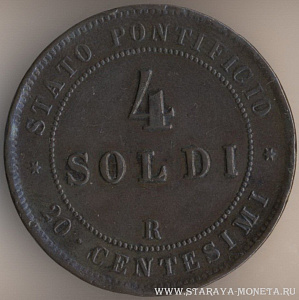 STATO PONTIFICIO
4
SOLDI
R
* 20 · CENTESIMI *
WWW.STARAYA-MONETA.RU